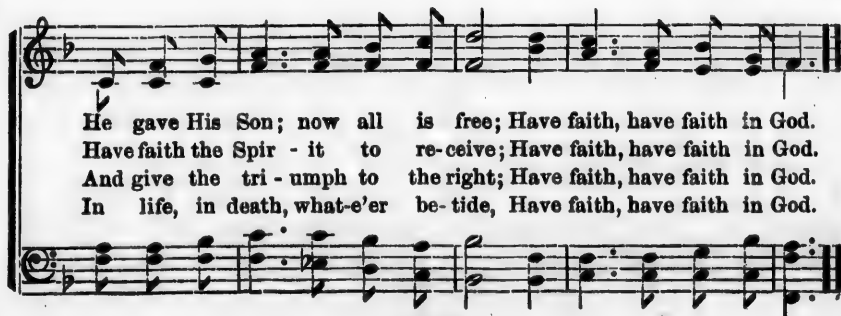 He gave His Son; now all is free; Have faith, have faith in God.
Have faith the Spir - it to re-ceive; Have faith, have faith in God.
And give the tri - umph to the right; Have faith, have faith in God.
In life, in death, what-e'er be-tide, Have faith, have faith in God.